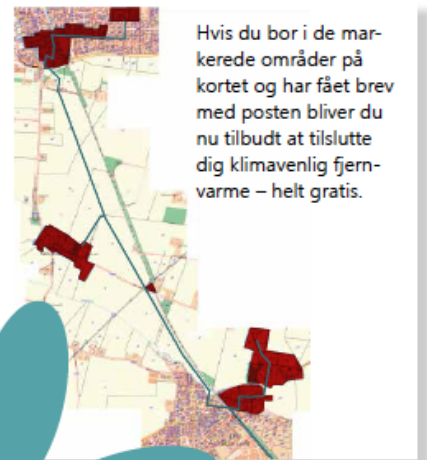 Hvis du bor i de mar-
kerede områder på
kortet og har fået brev
med posten bliver du
nu tilbudt at tilslutte
dig klimavenlig fjern-
varme – helt gratis.